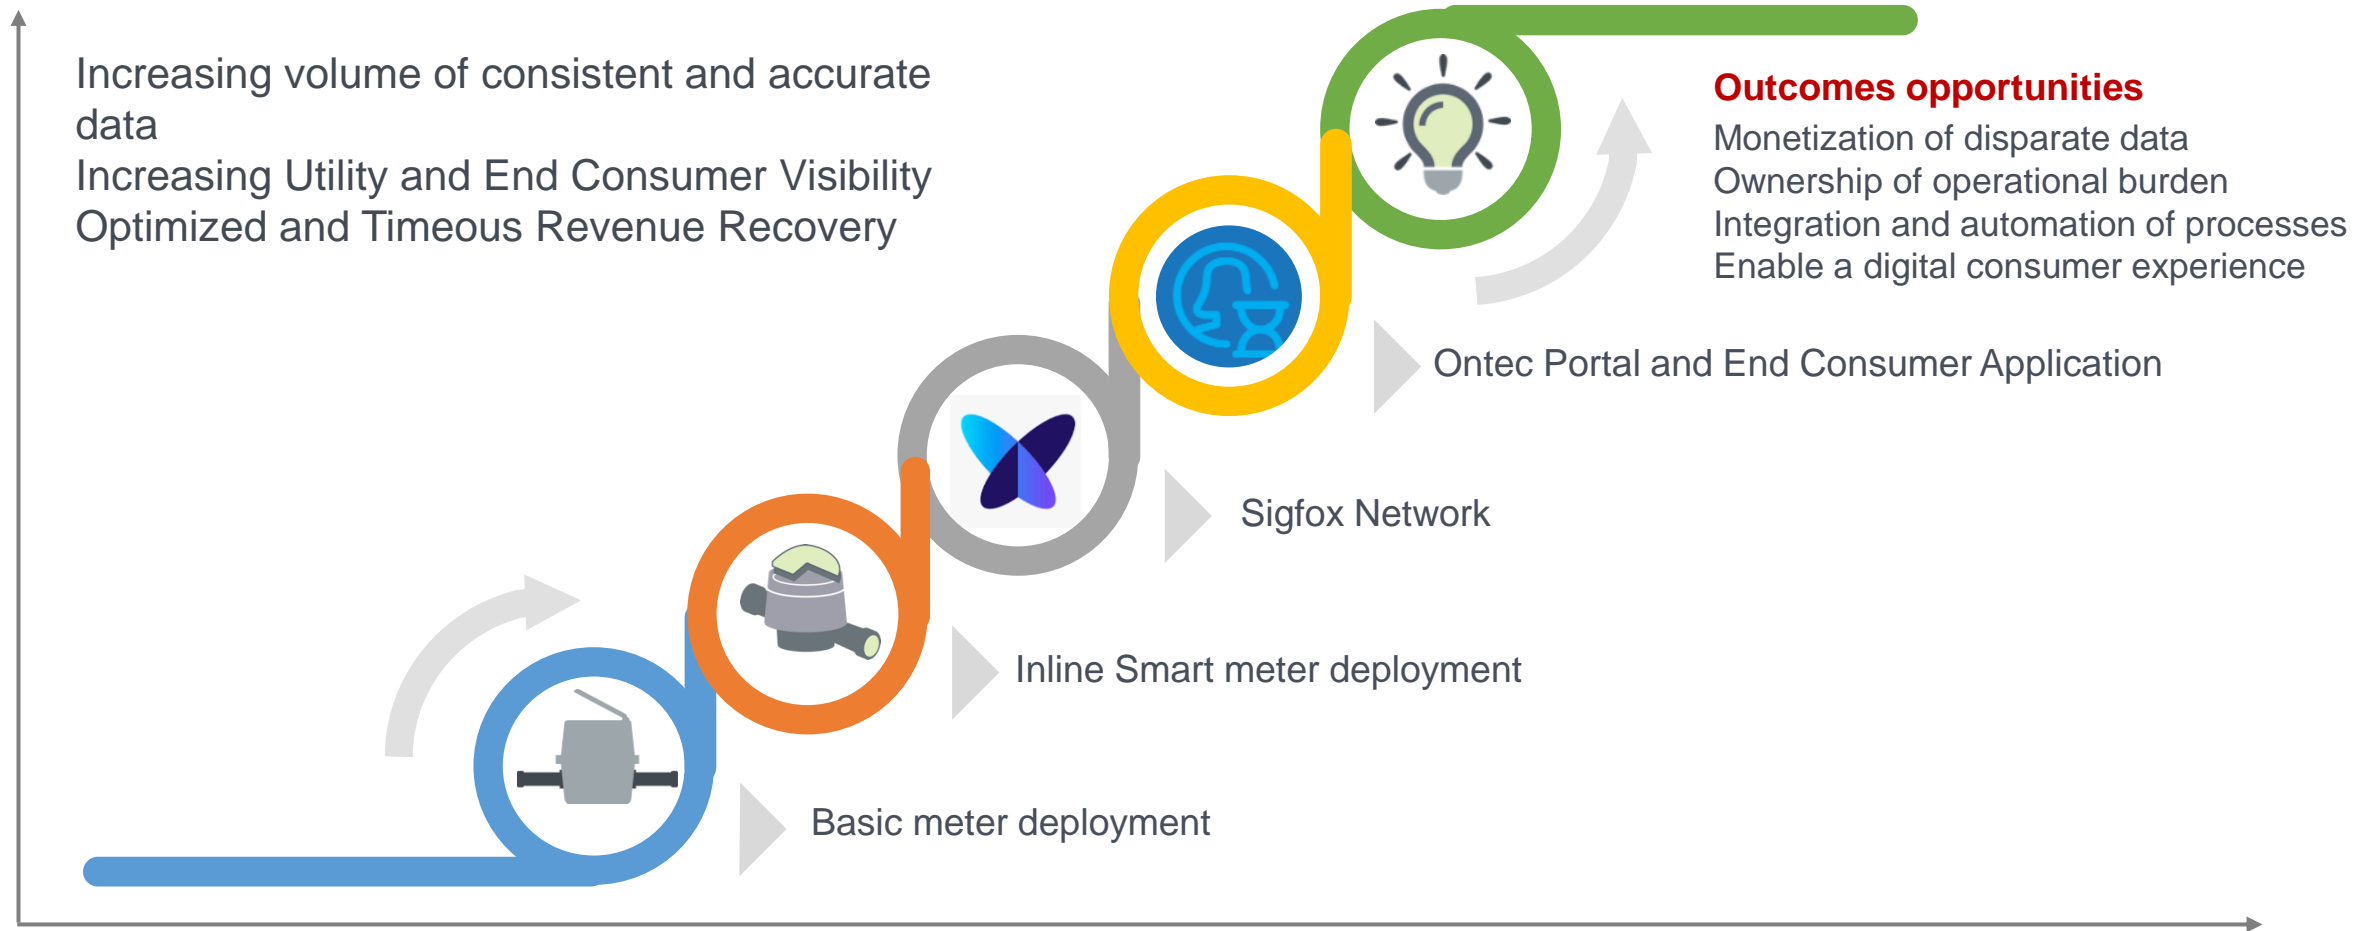 Increasing volume of consistent and accurate
data
Increasing Utility and End Consumer Visibility
Optimized and Timeous Revenue Recovery
Outcomes opportunities
Monetization of disparate data
Ownership of operational burden
Integration and automation of processes
Enable a digital consumer experience
Ontec Portal and End Consumer Application
Sigfox Network
Inline Smart meter deployment
Basic meter deployment